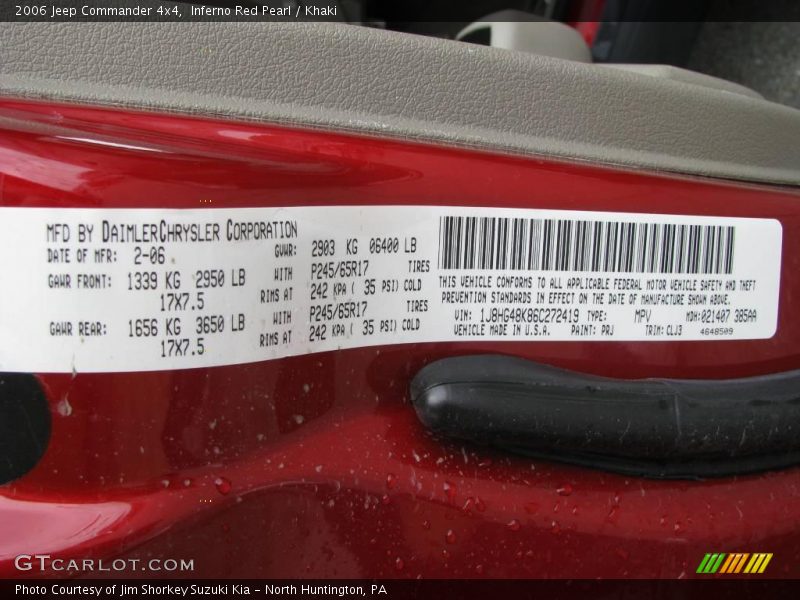 2006 Jeep Commander 4x4, Inferno Red Pearl / Khaki
MFD BY DAIMLERCHRYSLER CORPORATION
DATE OF MFR: 2-06 GVWR: 2903 KG 06400 LB
GAWR FRONT: 1339 KG 2950 LB WITH P245/65R17 TIRES
17X7.5 RIMS AT 242 KPA ( 35 PSI) COLD
GAWR REAR: 1656 KG 3650 LB WITH P245/65R17 TIRES
17X7.5 RIMS AT 242 KPA ( 35 PSI) COLD
THIS VEHICLE CONFORMS TO ALL APPLICABLE FEDERAL MOTOR VEHICLE SAFETY AND THEFT
PREVENTION STANDARDS IN EFFECT ON THE DATE OF MANUFACTURE SHOWN ABOVE.
VIN: 1J8HG48K86C272419 TYPE: MPV MDH:021407 385AA
VEHICLE MADE IN U.S.A. PAINT: PRJ TRIM: CLJ3 4648509
GTCARLOT.COM
Photo Courtesy of Jim Shorkey Suzuki Kia – North Huntington, PA